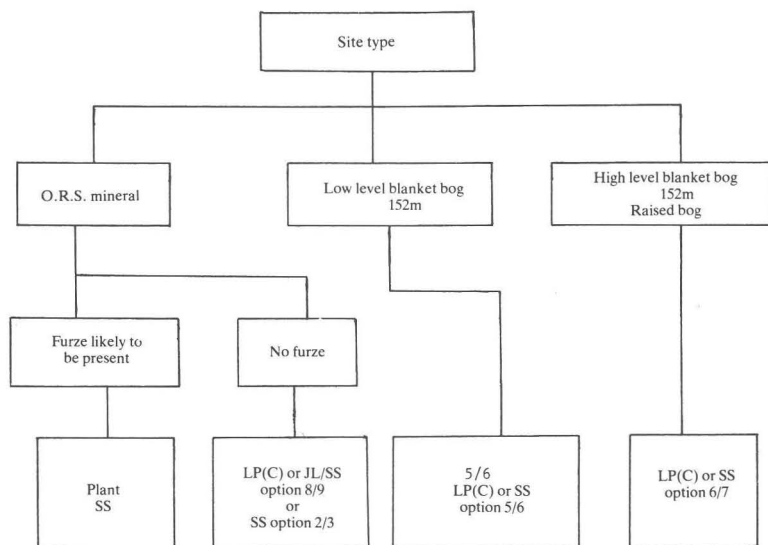 Site type
O.R.S. mineral
Low level blanket bog
152m
High level blanket bog
152m
Raised bog
Furze likely to
be present
No furze
Plant
SS
LP(C) or JL/SS
option 8/9
or
SS option 2/3
5/6
LP(C) or SS
option 5/6
LP(C) or SS
option 6/7